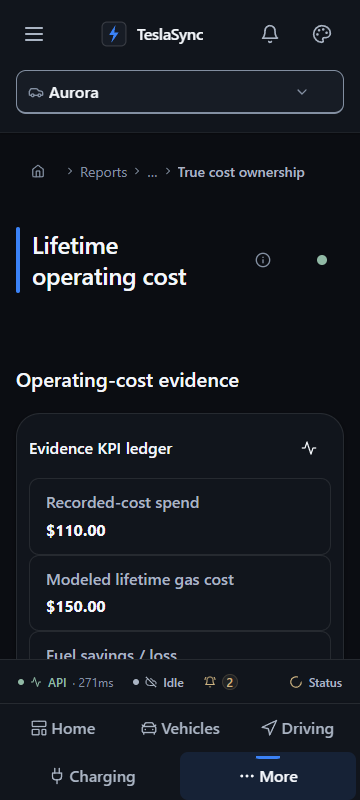 TeslaSync
Aurora
Reports ... True cost ownership
Lifetime
operating cost
Operating-cost evidence
Evidence KPI ledger
Recorded-cost spend
$110.00
Modeled lifetime gas cost
$150.00
Fuel savings / loss
API · 271ms Idle 2 Status
Home Vehicles Driving
Charging More